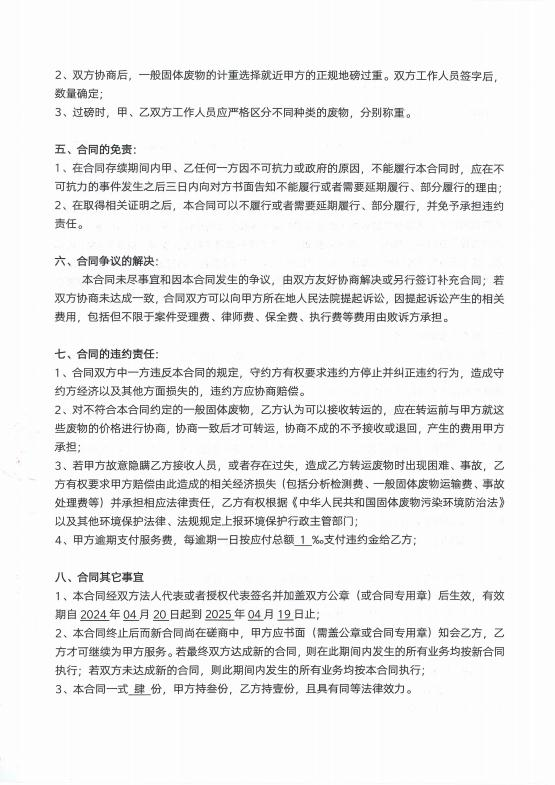 2、双方协商后，一般固体废物的计重选择就近甲方的正规地磅过重。双方工作人员签字后，
数量确定；
3、过磅时，甲、乙双方工作人员应严格区分不同种类的废物，分别称重。
五、合同的免责：
1、在合同存续期间内甲、乙任何一方因不可抗力或政府的原因，不能履行本合同时，应在不
可抗力的事件发生之后三日内向对方书面告知不能履行或者需要延期履行、部分履行的理由；
2、在取得相关证明之后，本合同可以不履行或者需要延期履行、部分履行，并免予承担违约
责任。
六、合同争议的解决：
本合同未尽事宜和因本合同发生的争议，由双方友好协商解决或另行签订补充合同；若
双方协商未达成一致，合同双方可以向甲方所在地人民法院提起诉讼，因提起诉讼产生的相关
费用，包括但不限于案件受理费、律师费、保全费、执行费等费用由败诉方承担。
七、合同的违约责任：
1、合同双方中一方违反本合同的规定，守约方有权要求违约方停止并纠正违约行为，造成守
约方经济以及其他方面损失的，违约方应协商赔偿。
2、对不符合本合同约定的一般固体废物，乙方认为可以接收转运的，应在转运前与甲方就这
些废物的价格进行协商，协商一致后才可转运，协商不成的不予接收或退回，产生的费用甲方
承担；
3、若甲方故意隐瞒乙方接收人员，或者存在过失，造成乙方转运废物时出现困难、事故，乙
方有权要求甲方赔偿由此造成的相关经济损失（包括分析检测费、一般固体废物运输费、事故
处理费等）并承担相应法律责任，乙方有权根据《中华人民共和国固体废物污染环境防治法》
以及其他环境保护法律、法规规定上报环境保护行政主管部门；
4、甲方逾期支付服务费，每逾期一日按应付总额 1 ‰支付违约金给乙方；
八、合同其它事宜
1、本合同经双方法人代表或者授权代表签名并加盖双方公章（或合同专用章）后生效，有效
期自 2024 年 04 月 20 日起到 2025 年 04 月 19 日止；
2、本合同终止后而新合同尚在磋商中，甲方应书面（需盖公章或合同专用章）知会乙方，乙
方才可继续为甲方服务。若最终双方达成新的合同，则在此期间内发生的所有业务均按新合同
执行；若双方未达成新的合同，则此期间内发生的所有业务均按本合同执行；
3、本合同一式 肆 份，甲方持叁份，乙方持壹份，且具有同等法律效力。